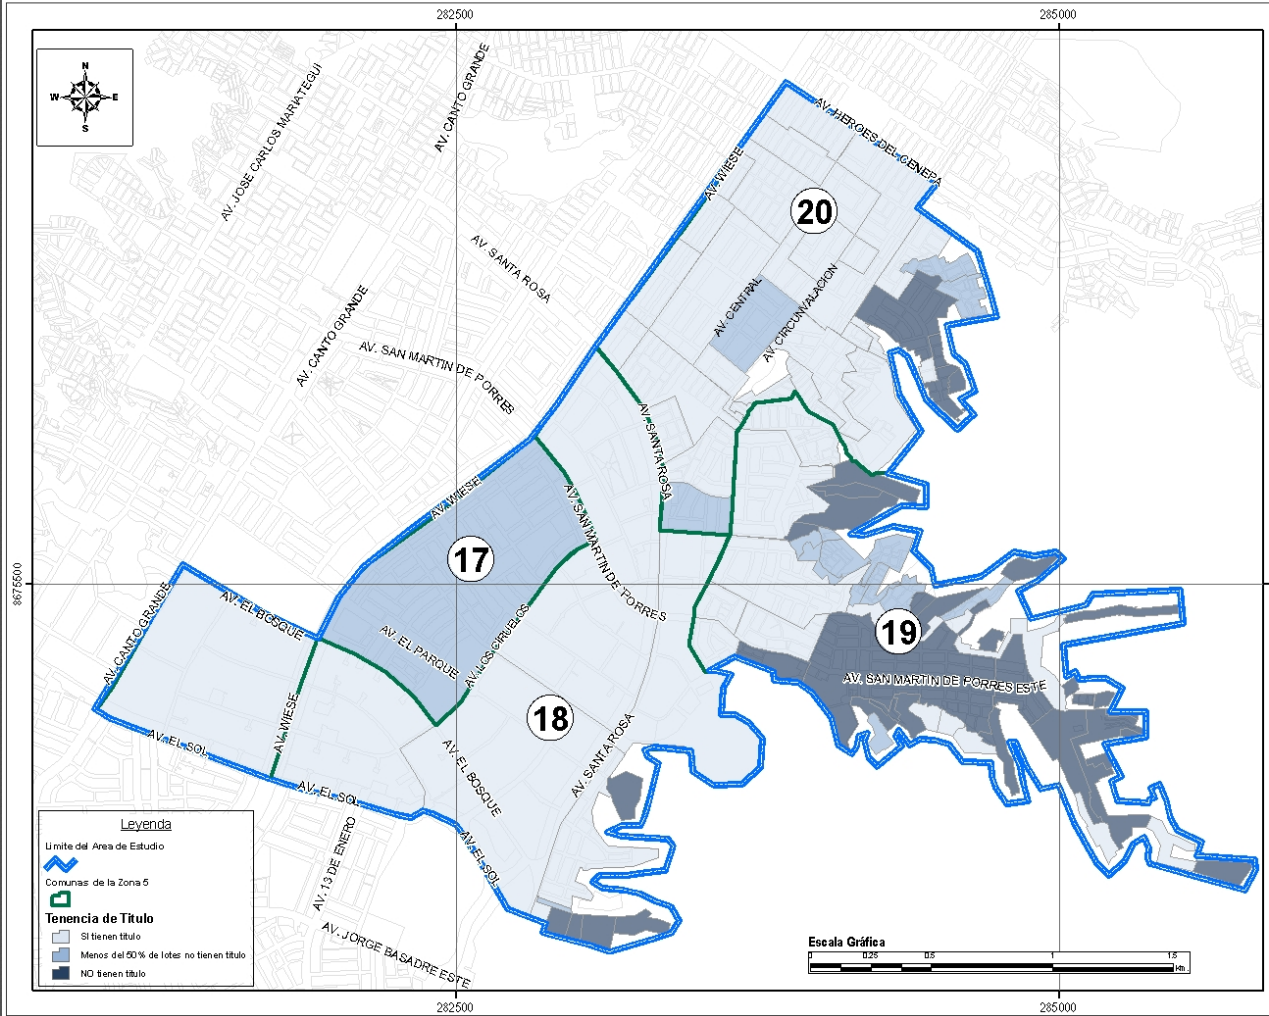 282500
285000
N
W
E
S
AV. JOSE CARLOS MARIATEGUI
AV. CANTO GRANDE
AV. HEROES DEL CENEPA
AV. WIESE
20
AV. SANTA ROSA
AV. CENTRAL
AV. CIRCUNVALACION
AV. CANTO GRANDE
AV. SAN MARTIN DE PORRES
AV. SANTA ROSA
AV. WIESE
AV. SAN MARTIN DE PORRES
17
8675500
AV. CANTO GRANDE
AV. EL BOSQUE
AV. EL PARQUE
AV. LOS CIRUELOS
19
AV. SAN MARTIN DE PORRES ESTE
18
AV. WIESE
AV. EL SOL
AV. SANTA ROSA
AV. EL BOSQUE
AV. EL SOL
AV. EL SOL
AV. 13 DE ENERO
AV. JORGE BASADRE ESTE
Leyenda
Limite del Area de Estudio
Comunas de la Zona 5
Tenencia de Titulo
SI tienen titulo
Menos del 50% de lotes no tienen titulo
NO tienen titulo
Escala Gráfica
0 0.25 0.5 1 1.5
Km.
282500
285000